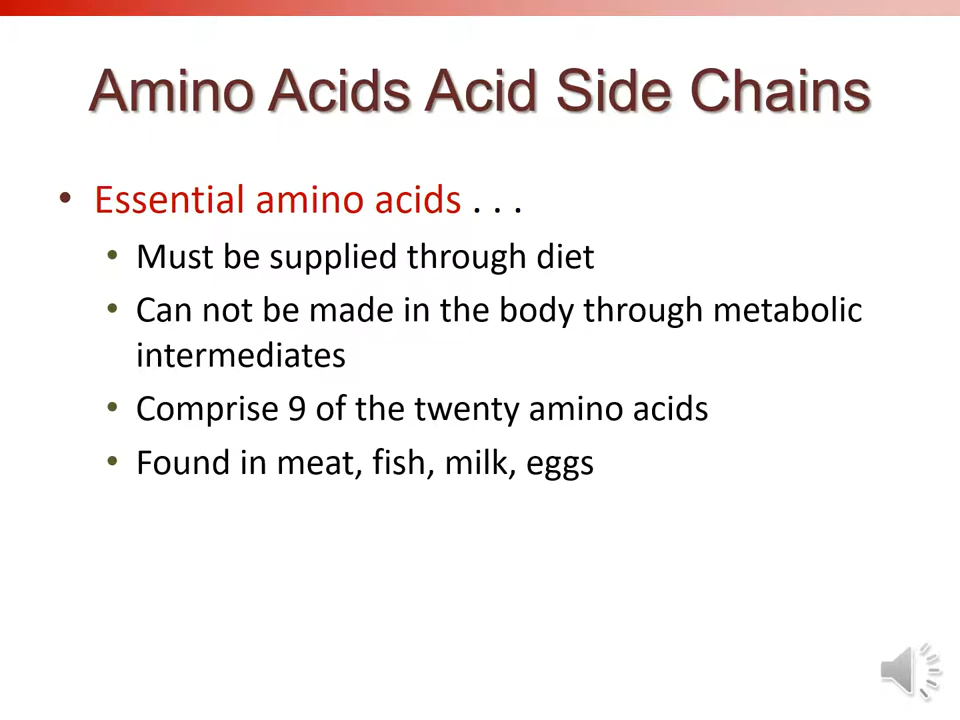 Amino Acids Acid Side Chains
• Essential amino acids . . .
• Must be supplied through diet
• Can not be made in the body through metabolic
intermediates
• Comprise 9 of the twenty amino acids
• Found in meat, fish, milk, eggs